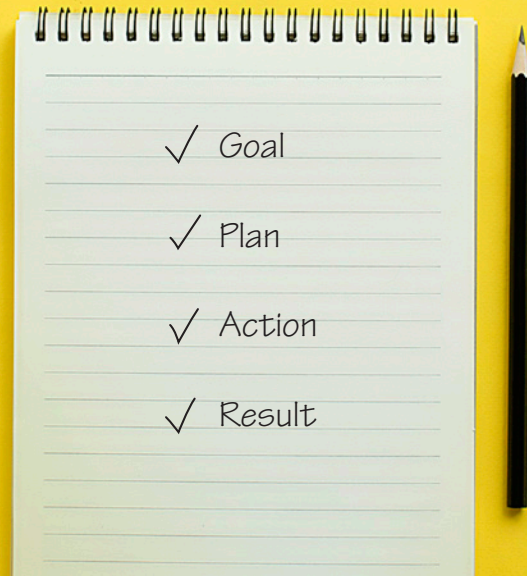 ✓ Goal
✓ Plan
✓ Action
✓ Result